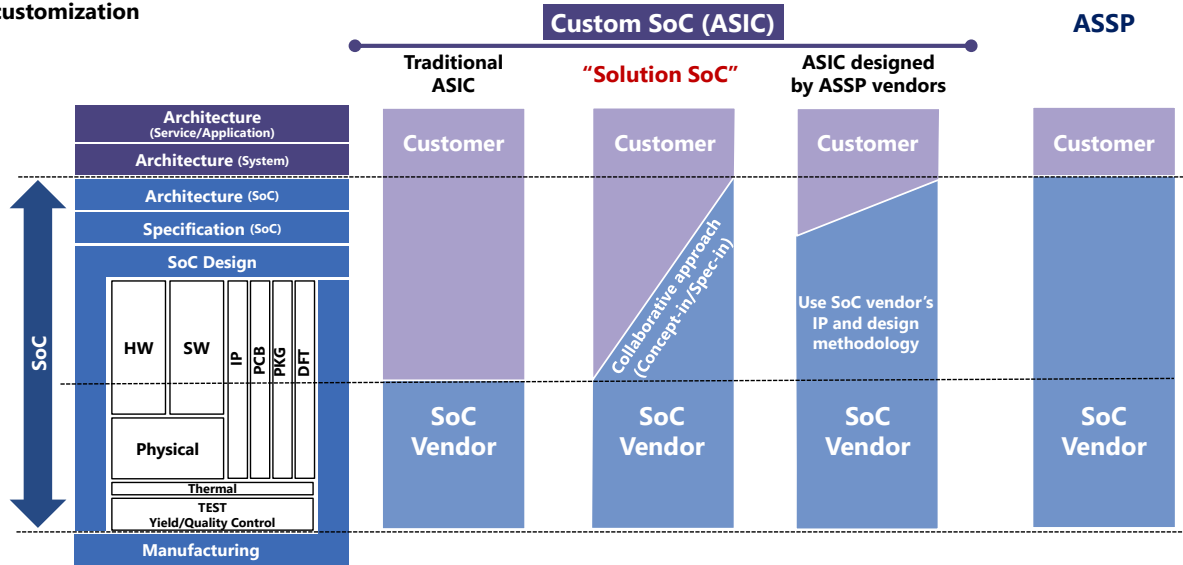 customization
Custom SoC (ASIC)
ASSP
Traditional
ASIC
“Solution SoC”
ASIC designed
by ASSP vendors
Architecture
(Service/Application)
Architecture (System)
Architecture (SoC)
Specification (SoC)
SoC Design
HW
SW
IP
PCB
PKG
DFT
Physical
Thermal
TEST
Yield/Quality Control
Manufacturing
SoC
Customer
SoC
Vendor
Customer
Collaborative approach
(Concept-in/Spec-in)
SoC
Vendor
Customer
Use SoC vendor’s
IP and design
methodology
SoC
Vendor
Customer
SoC
Vendor